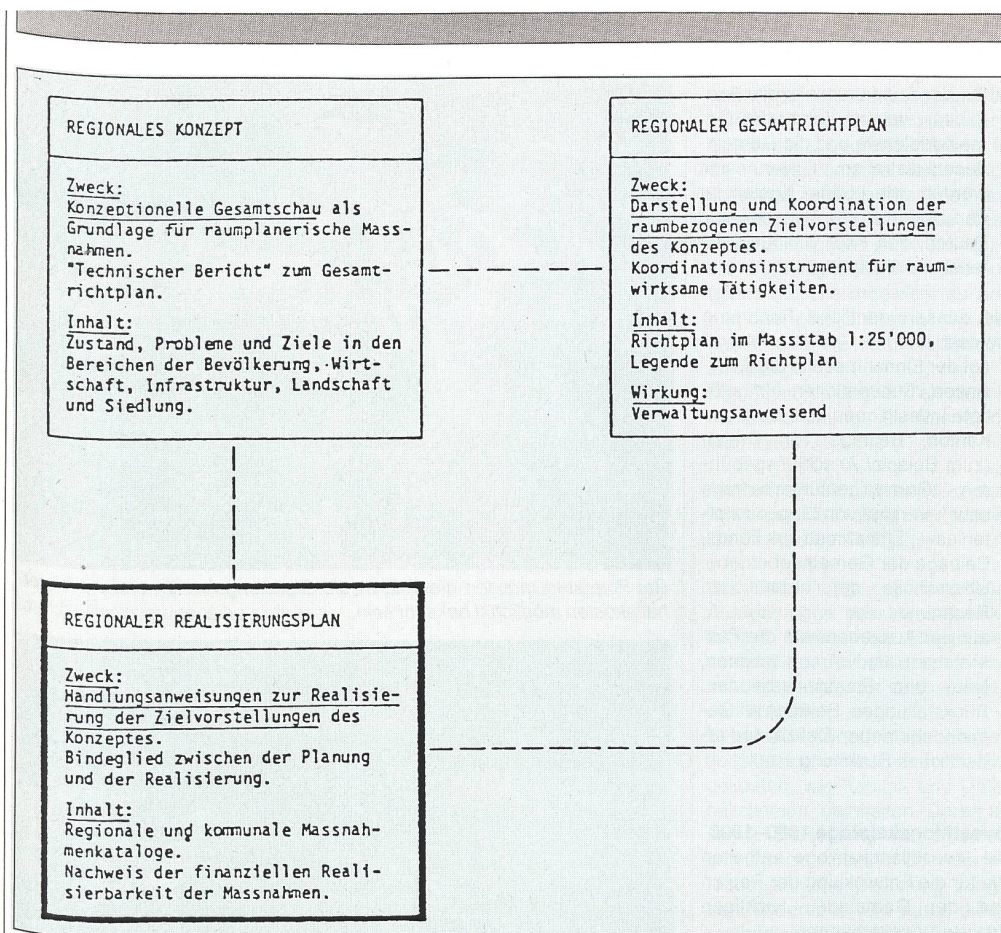 REGIONALES KONZEPT
Zweck:
Konzeptionelle Gesamtschau als
Grundlage für raumplanerische Mass-
nahmen.
"Technischer Bericht" zum Gesamt-
richtplan.
Inhalt:
Zustand, Probleme und Ziele in den
Bereichen der Bevölkerung, Wirt-
schaft, Infrastruktur, Landschaft
und Siedlung.
REGIONALER GESAMTRICHTPLAN
Zweck:
Darstellung und Koordination der
raumbezogenen Zielvorstellungen
des Konzeptes.
Koordinationsinstrument für raum-
wirksame Tätigkeiten.
Inhalt:
Richtplan im Massstab 1:25'000,
Legende zum Richtplan
Wirkung:
Verwaltungsanweisend
REGIONALER REALISIERUNGSPLAN
Zweck:
Handlungsanweisungen zur Realisie-
rung der Zielvorstellungen des
Konzeptes.
Bindeglied zwischen der Planung
und der Realisierung.
Inhalt:
Regionale und kommunale Massnah-
menkataloge.
Nachweis der finanziellen Reali-
sierbarkeit der Massnahmen.